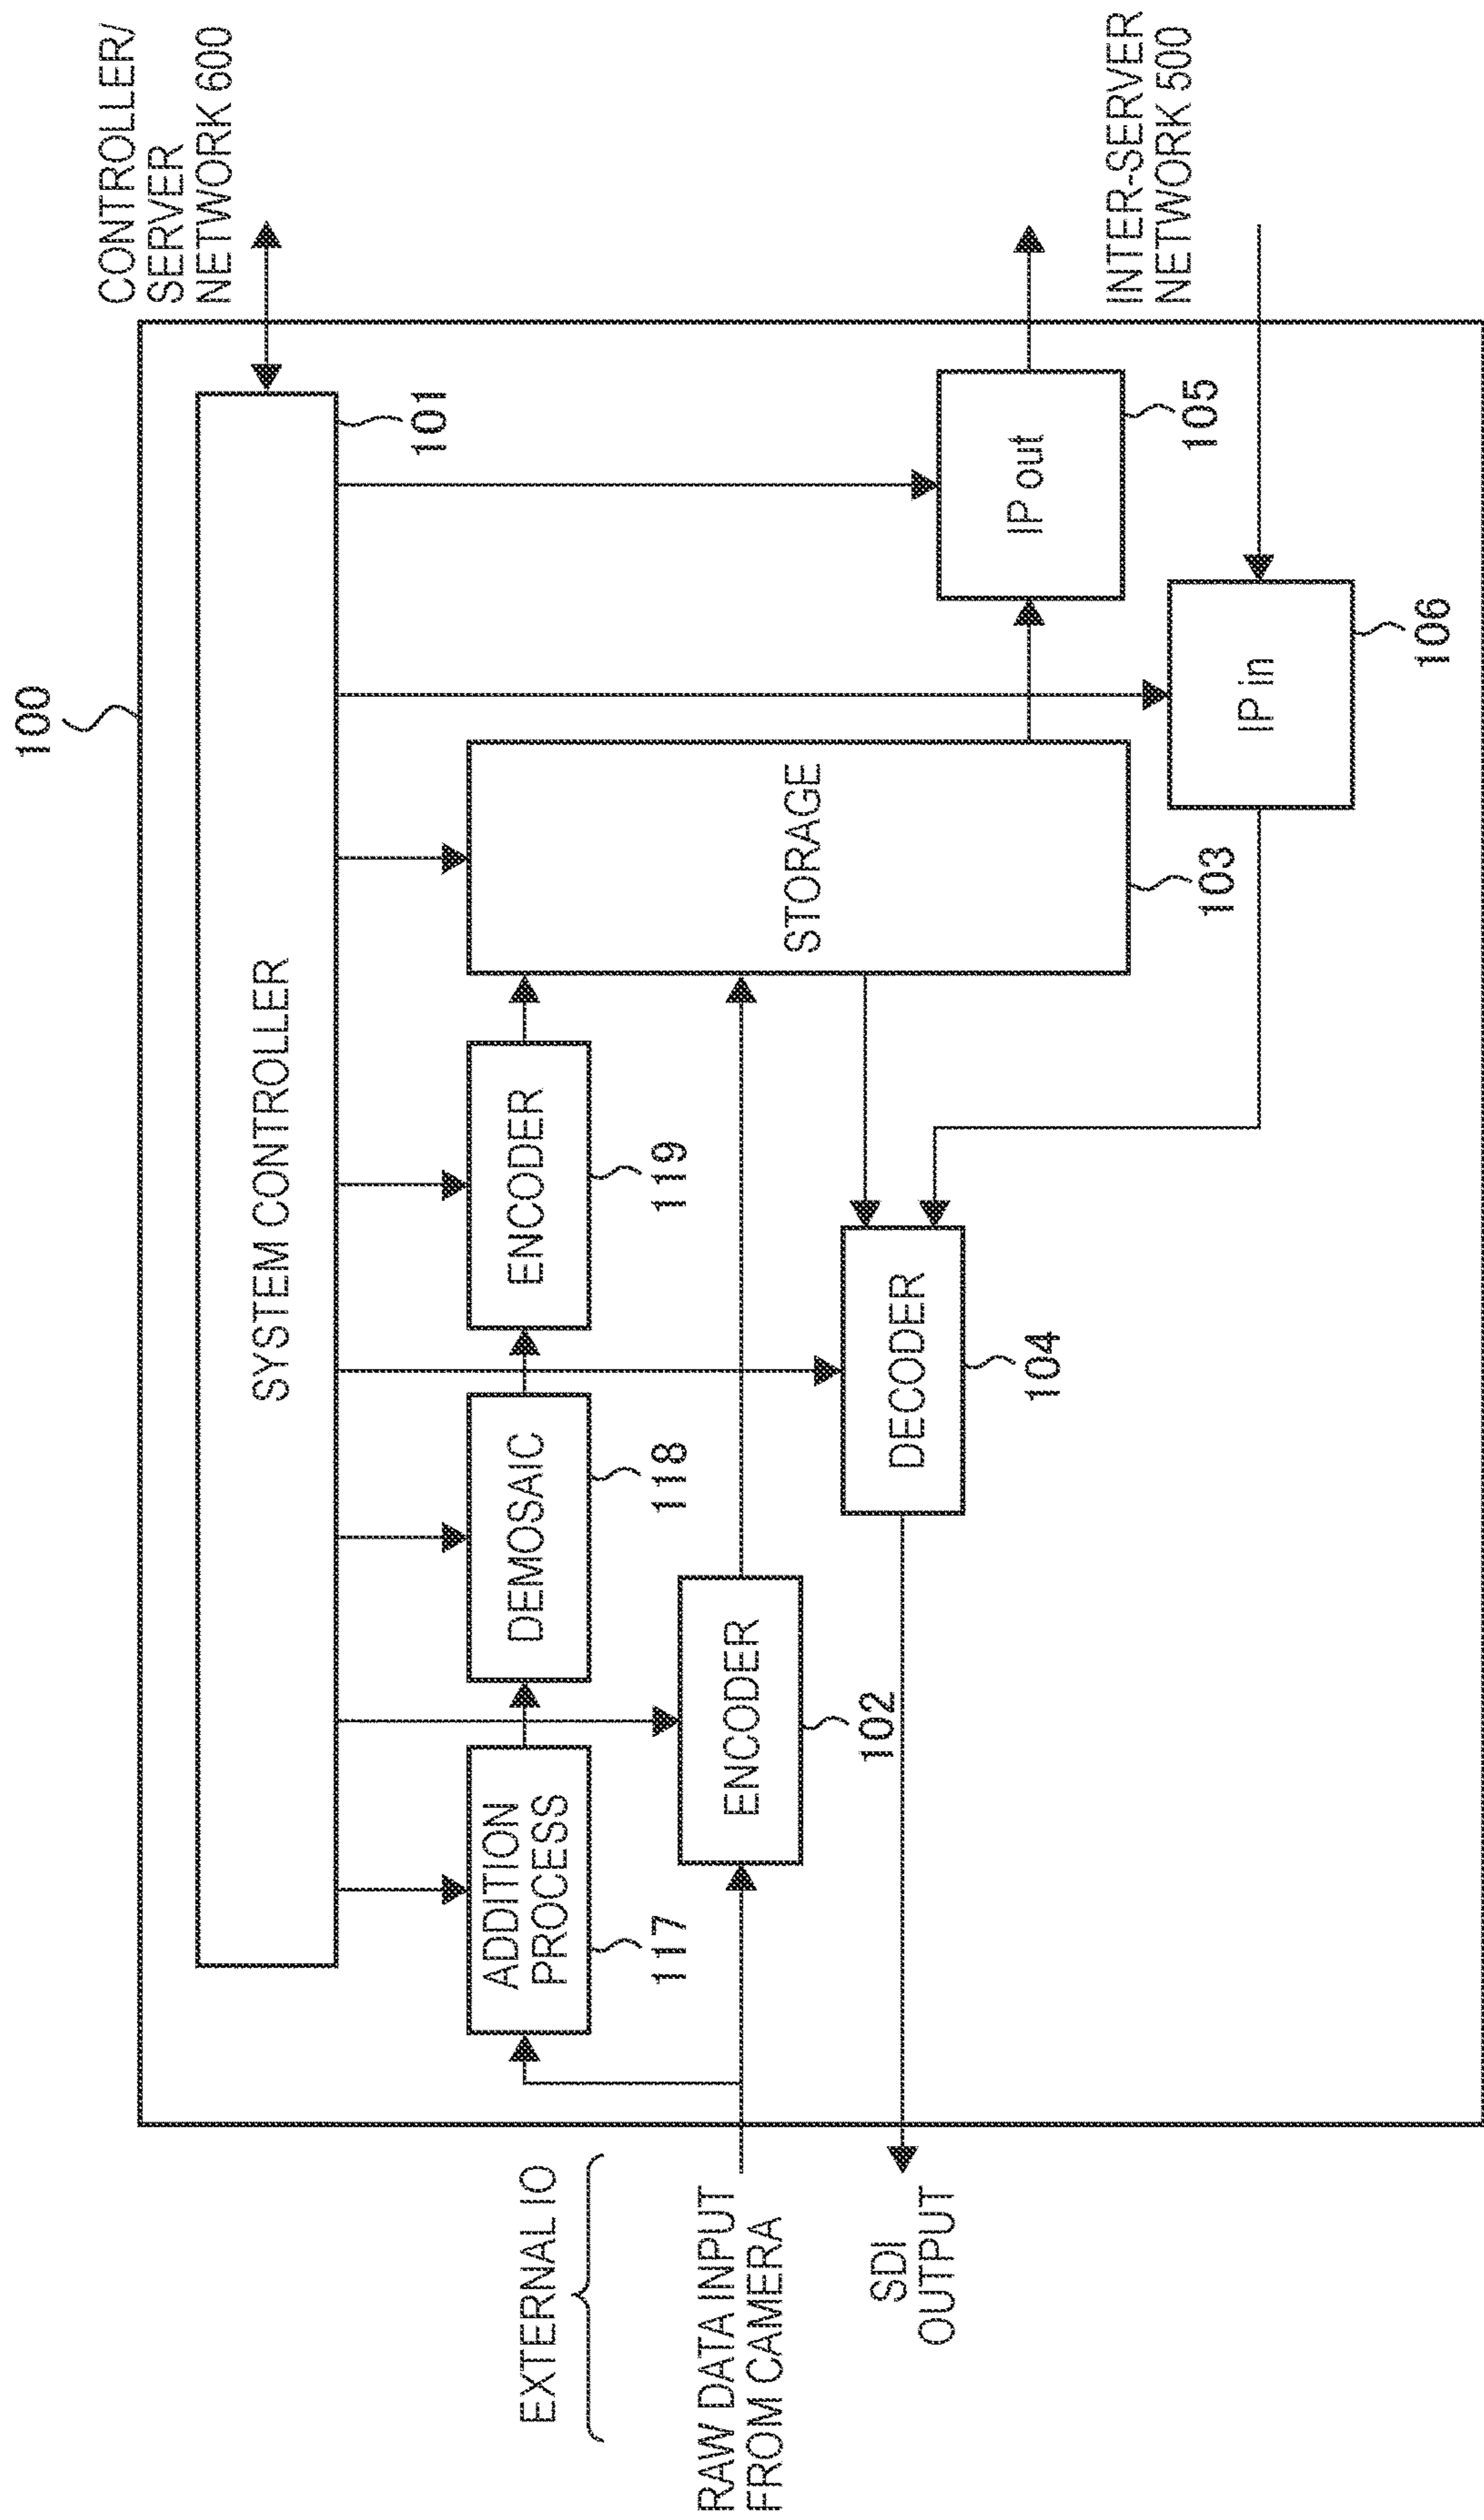 100
CONTROLLER/
SERVER
NETWORK 600
SYSTEM CONTROLLER
101
EXTERNAL IO
ADDITION
PROCESS
117
DEMOSAIC
118
ENCODER
119
STORAGE
103
RAW DATA INPUT
FROM CAMERA
ENCODER
102
SDI
OUTPUT
DECODER
104
IP out
105
INTER-SERVER
NETWORK 500
IP in
106